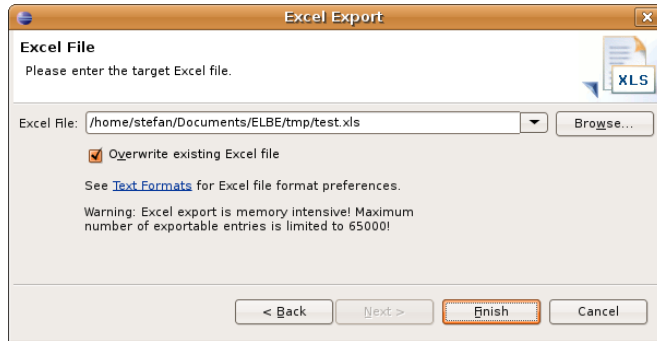 Excel Export
Excel File
Please enter the target Excel file.
XLS
Excel File: /home/stefan/Documents/ELBE/tmp/test.xls Browse...
Overwrite existing Excel file
See Text Formats for Excel file format preferences.
Warning: Excel export is memory intensive! Maximum
number of exportable entries is limited to 65000!
< Back Next > Finish Cancel